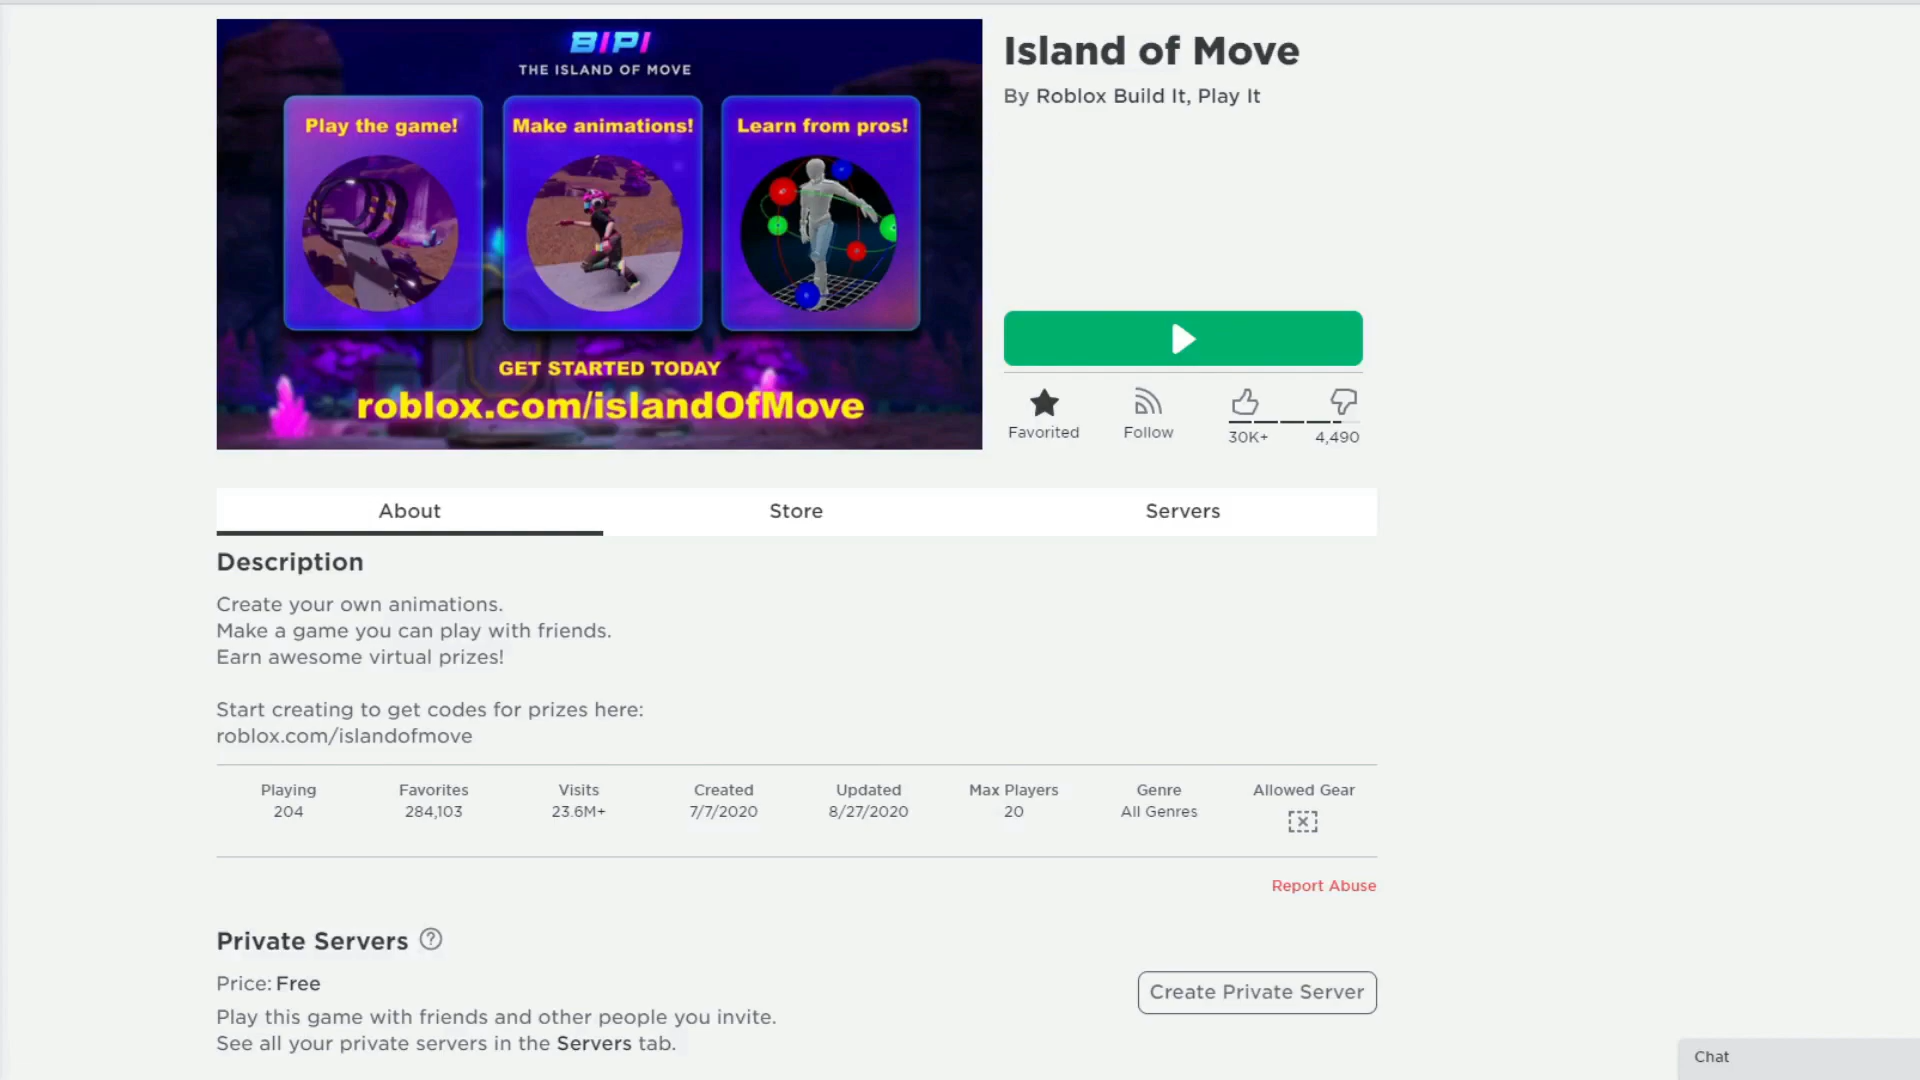 BIPI
THE ISLAND OF MOVE
Play the game!
Make animations!
Learn from pros!
GET STARTED TODAY
roblox.com/islandOfMove
Island of Move
By Roblox Build It, Play It
Favorited
Follow
30K+
4,490
About
Store
Servers
Description
Create your own animations.
Make a game you can play with friends.
Earn awesome virtual prizes!
Start creating to get codes for prizes here:
roblox.com/islandofmove
Playing
204
Favorites
284,103
Visits
23.6M+
Created
7/7/2020
Updated
8/27/2020
Max Players
20
Genre
All Genres
Allowed Gear
Report Abuse
Private Servers
Price: Free
Create Private Server
Play this game with friends and other people you invite.
See all your private servers in the Servers tab.
Chat